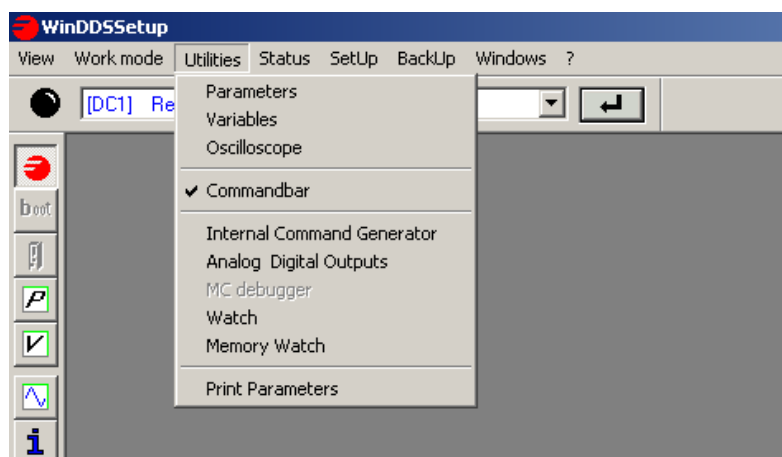 WinDDSSetup
View Work mode Utilities Status SetUp BackUp Windows ?
[DC1] Re
Parameters
Variables
Oscilloscope
Commandbar
Internal Command Generator
Analog Digital Outputs
MC debugger
Watch
Memory Watch
Print Parameters
boot
P
V
i